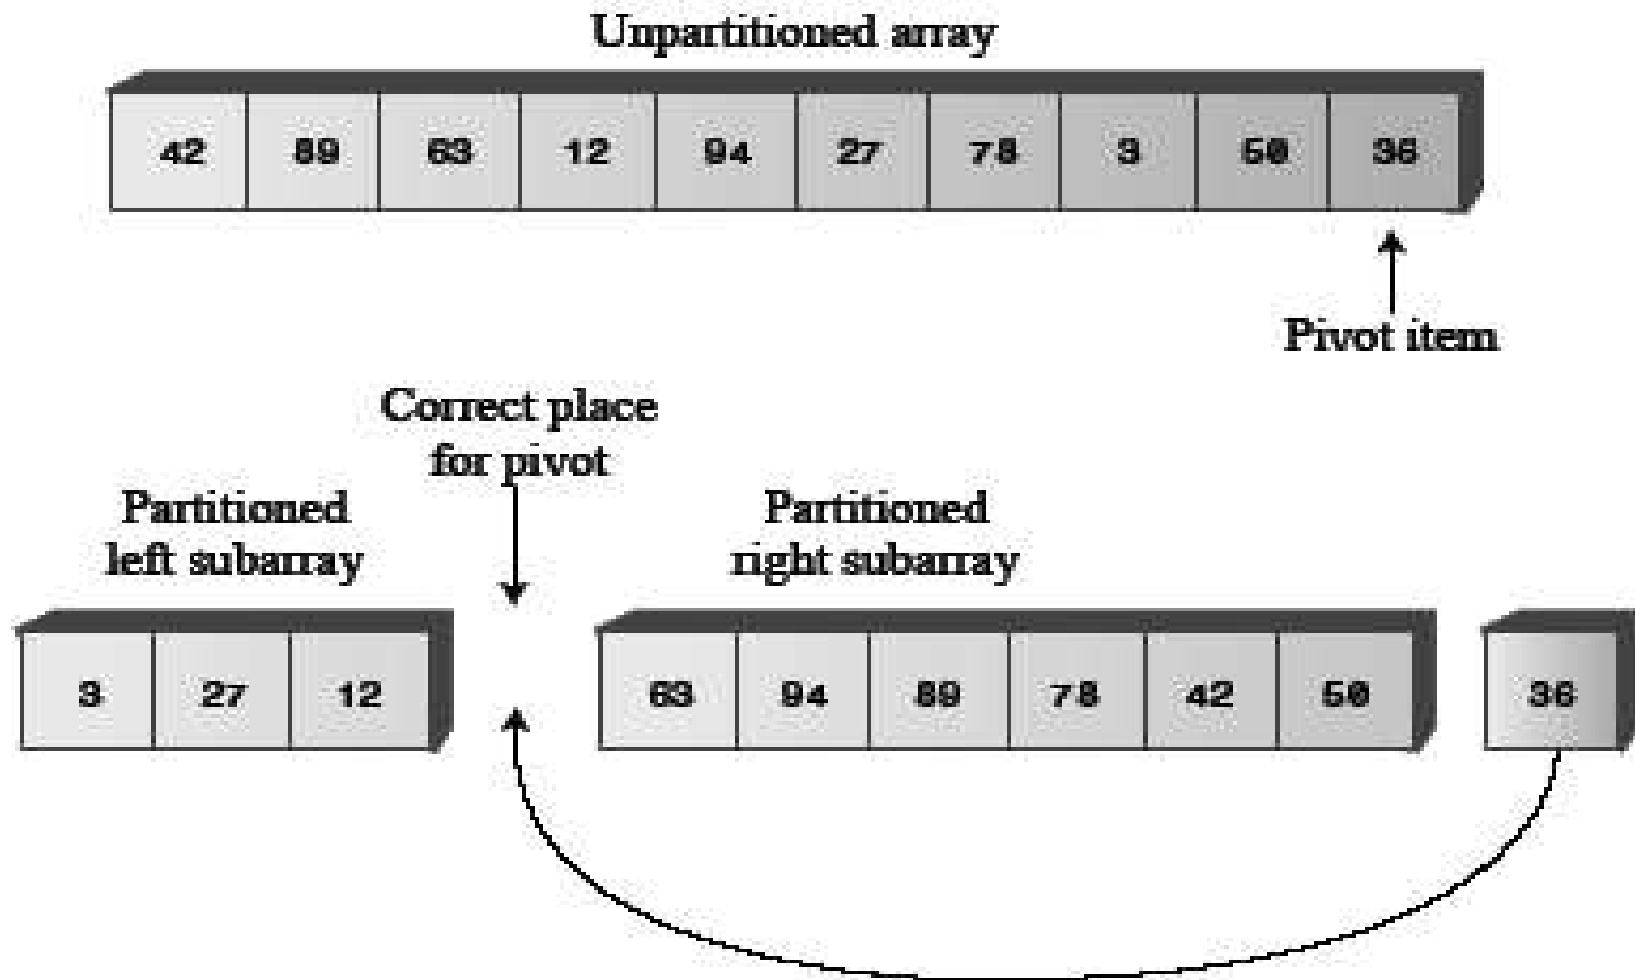 Unpartitioned array
42 89 63 12 94 27 78 3 50 36
Pivot item
Correct place
for pivot
Partitioned
left subarray
Partitioned
right subarray
3 27 12 63 94 89 78 42 50 36